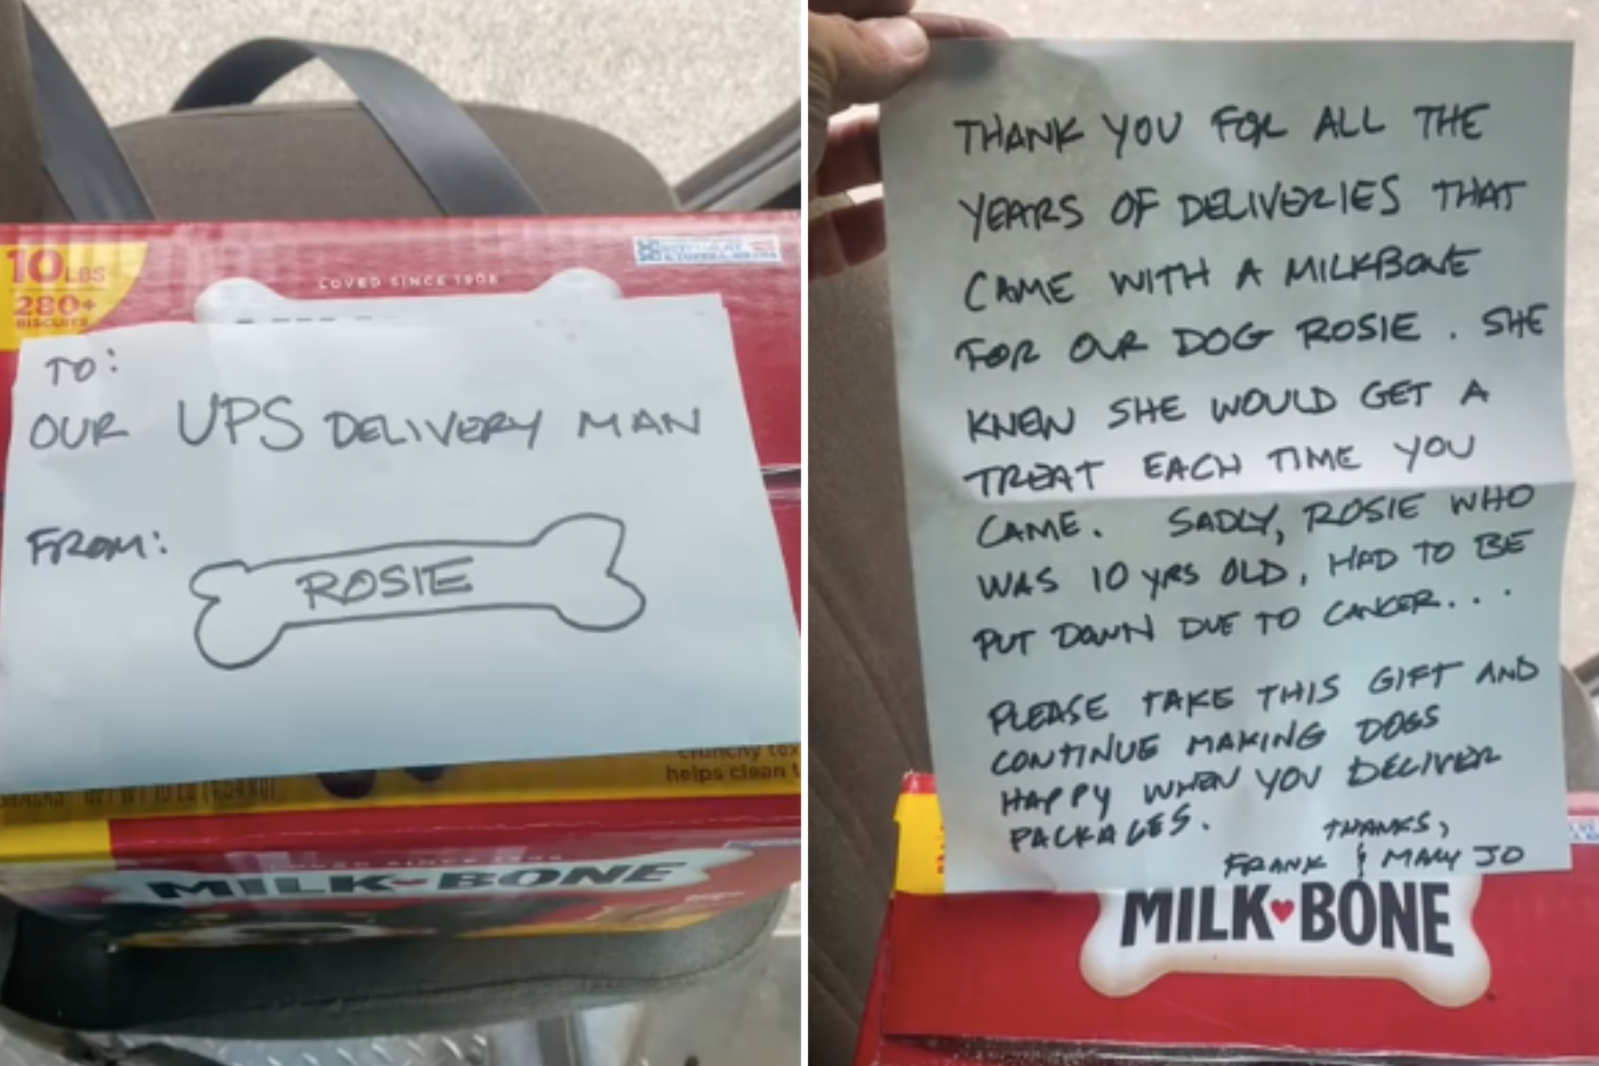 10 LBS
280+
BISCUITS
LOVED SINCE 1908
TO:
OUR UPS DELIVERY MAN
FROM:
ROSIE
crunchy tex
helps clean t
MILK BONE
THANK YOU FOR ALL THE
YEARS OF DELIVERIES THAT
CAME WITH A MILKBONE
FOR OUR DOG ROSIE. SHE
KNEW SHE WOULD GET A
TREAT EACH TIME YOU
CAME. SADLY, ROSIE WHO
WAS 10 YRS OLD, HAD TO BE
PUT DOWN DUE TO CANCER...
PLEASE TAKE THIS GIFT AND
CONTINUE MAKING DOGS
HAPPY WHEN YOU DELIVER
PACKAGES.
THANKS,
FRANK & MARY JO
MILK BONE